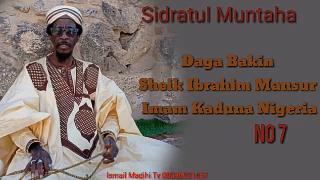 Sidratul Muntaha
Daga Bakin
Sheik Ibrahim Mansur
Imam Kaduna Nigeria
NO 7
Ismail Madihi Tv